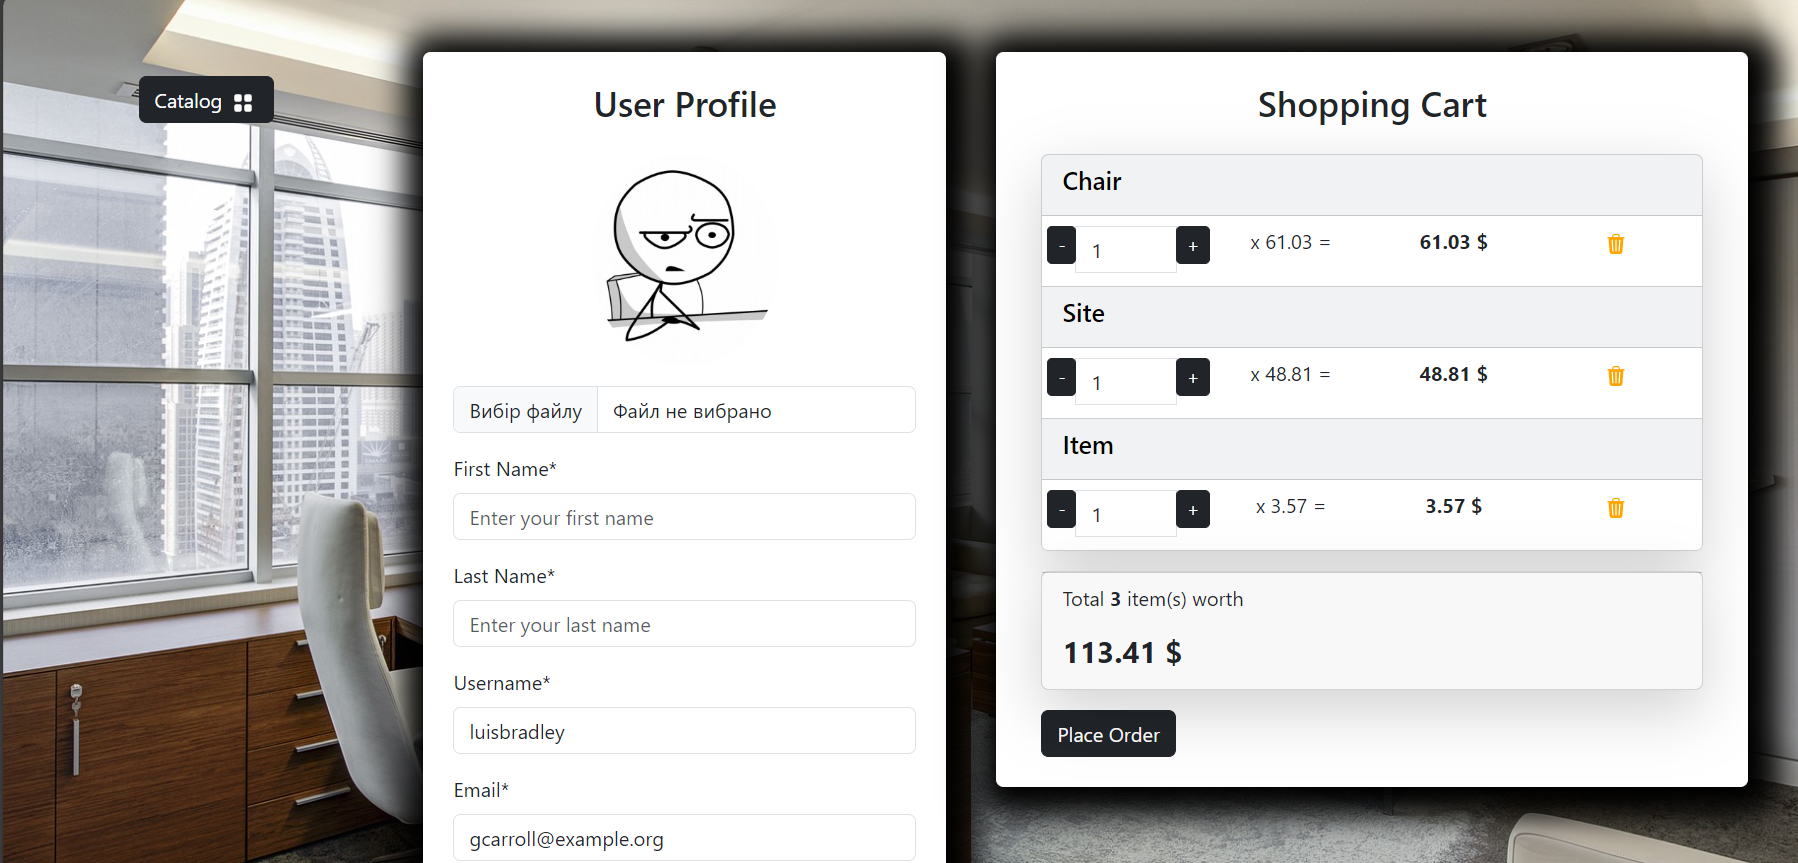 Catalog
User Profile
Вибір файлу Файл не вибрано
First Name*
Enter your first name
Last Name*
Enter your last name
Username*
luisbradley
Email*
gcarroll@example.org
Shopping Cart
Chair
- 1 + x 61.03 = 61.03 $
Site
- 1 + x 48.81 = 48.81 $
Item
- 1 + x 3.57 = 3.57 $
Total 3 item(s) worth
113.41 $
Place Order